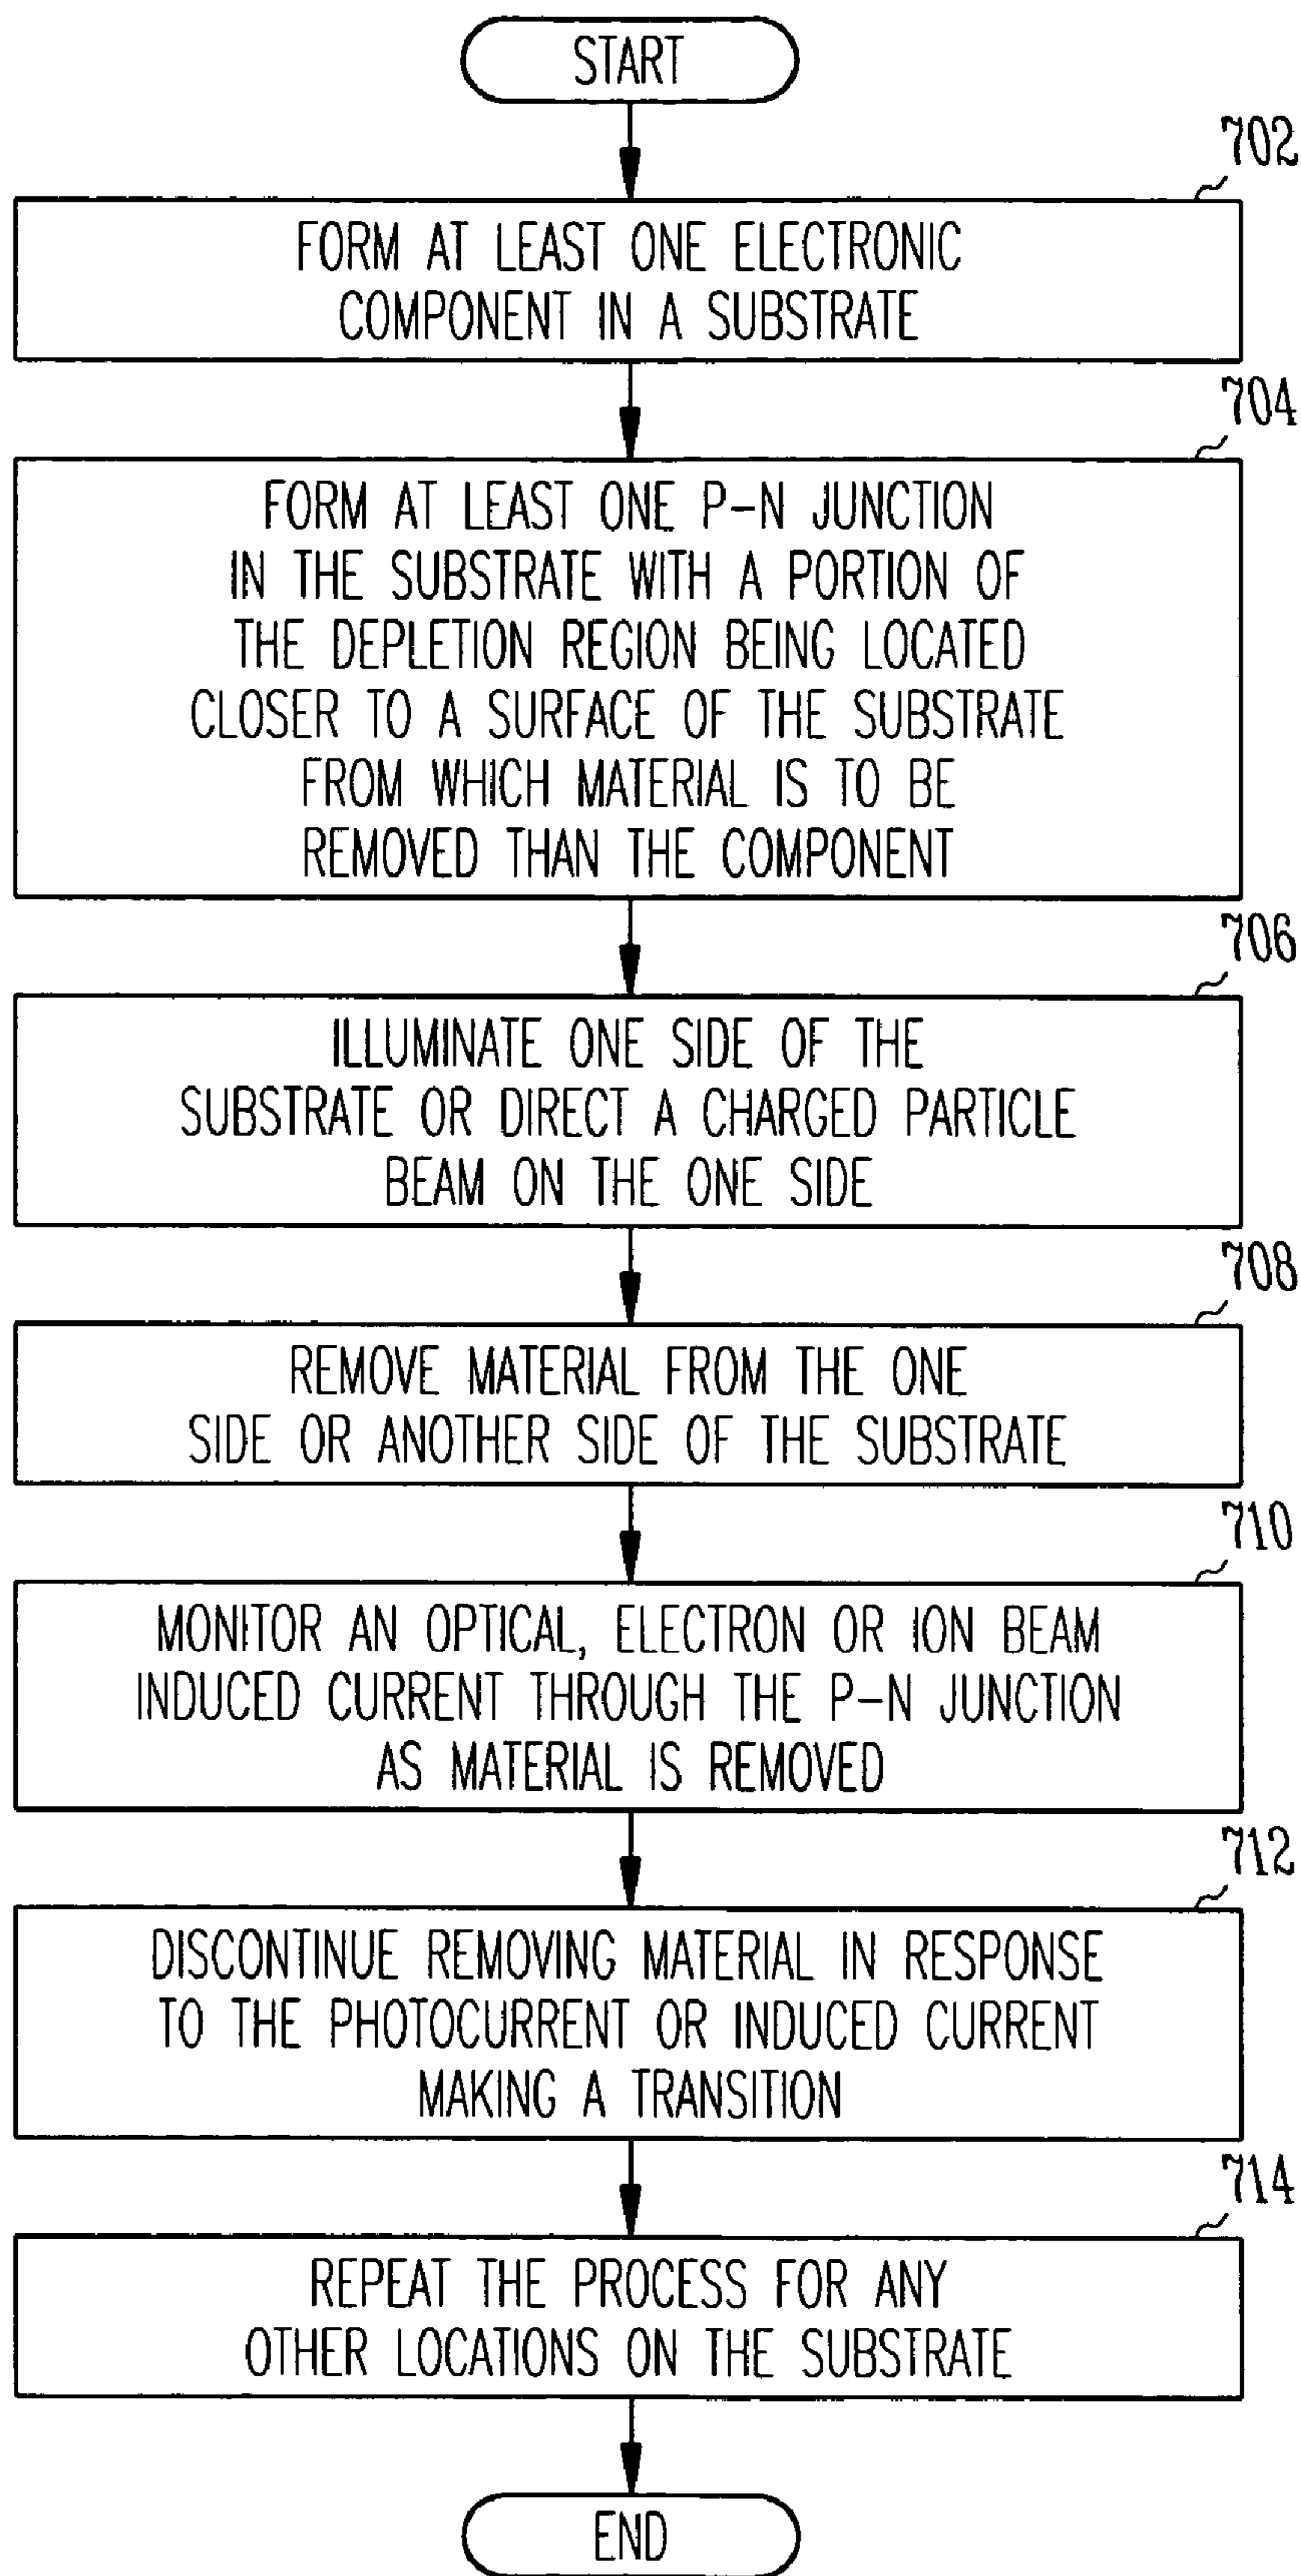 START
702
FORM AT LEAST ONE ELECTRONIC
COMPONENT IN A SUBSTRATE
704
FORM AT LEAST ONE P-N JUNCTION
IN THE SUBSTRATE WITH A PORTION OF
THE DEPLETION REGION BEING LOCATED
CLOSER TO A SURFACE OF THE SUBSTRATE
FROM WHICH MATERIAL IS TO BE
REMOVED THAN THE COMPONENT
706
ILLUMINATE ONE SIDE OF THE
SUBSTRATE OR DIRECT A CHARGED PARTICLE
BEAM ON THE ONE SIDE
708
REMOVE MATERIAL FROM THE ONE
SIDE OR ANOTHER SIDE OF THE SUBSTRATE
710
MONITOR AN OPTICAL, ELECTRON OR ION BEAM
INDUCED CURRENT THROUGH THE P-N JUNCTION
AS MATERIAL IS REMOVED
712
DISCONTINUE REMOVING MATERIAL IN RESPONSE
TO THE PHOTOCURRENT OR INDUCED CURRENT
MAKING A TRANSITION
714
REPEAT THE PROCESS FOR ANY
OTHER LOCATIONS ON THE SUBSTRATE
END